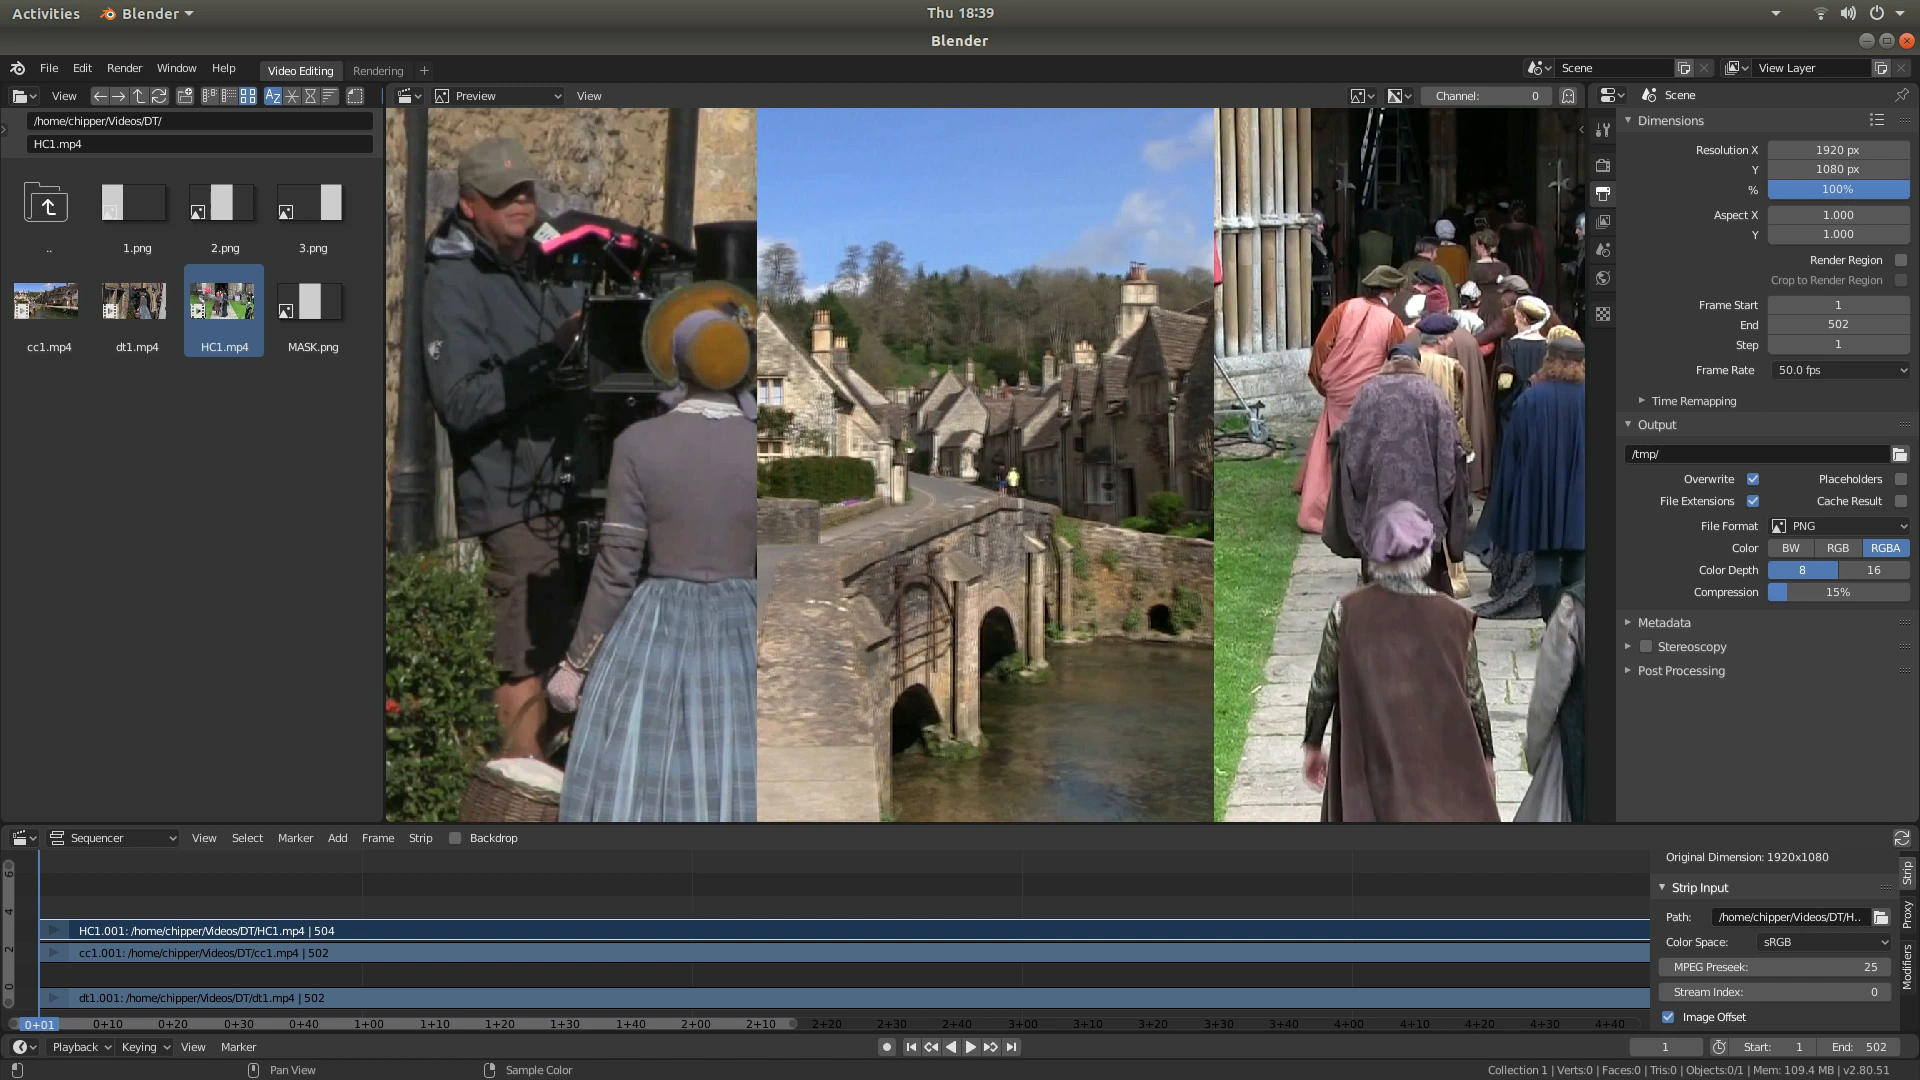 Activities Blender Thu 18:39
Blender
File Edit Render Window Help Video Editing Rendering + Scene View Layer
View Preview View Channel: 0 Scene
/home/chipper/Videos/DT/
HC1.mp4
.. 1.png 2.png 3.png
cc1.mp4 dt1.mp4 HC1.mp4 MASK.png
Dimensions
Resolution X 1920 px
Y 1080 px
% 100%
Aspect X 1.000
Y 1.000
Render Region
Crop to Render Region
Frame Start 1
End 502
Step 1
Frame Rate 50.0 fps
Time Remapping
Output
/tmp/
Overwrite Placeholders
File Extensions Cache Result
File Format PNG
Color BW RGB RGBA
Color Depth 8 16
Compression 15%
Metadata
Stereoscopy
Post Processing
Sequencer View Select Marker Add Frame Strip Backdrop
Original Dimension: 1920x1080
Strip Input
Path: /home/chipper/Videos/DT/H..
Color Space: sRGB
MPEG Preseek: 25
Stream Index: 0
Image Offset
Strip
Proxy
Modifiers
6
4
2
0
HC1.001: /home/chipper/Videos/DT/HC1.mp4 | 504
cc1.001: /home/chipper/Videos/DT/cc1.mp4 | 502
dt1.001: /home/chipper/Videos/DT/dt1.mp4 | 502
0+01 0+10 0+20 0+30 0+40 1+00 1+10 1+20 1+30 1+40 2+00 2+10 2+20 2+30 2+40 3+00 3+10 3+20 3+30 3+40 4+00 4+10 4+20 4+30 4+40
Playback Keying View Marker 1 Start: 1 End: 502
Pan View Sample Color Collection 1 | Verts:0 | Faces:0 | Tris:0 | Objects:0/1 | Mem: 109.4 MB | v2.80.51